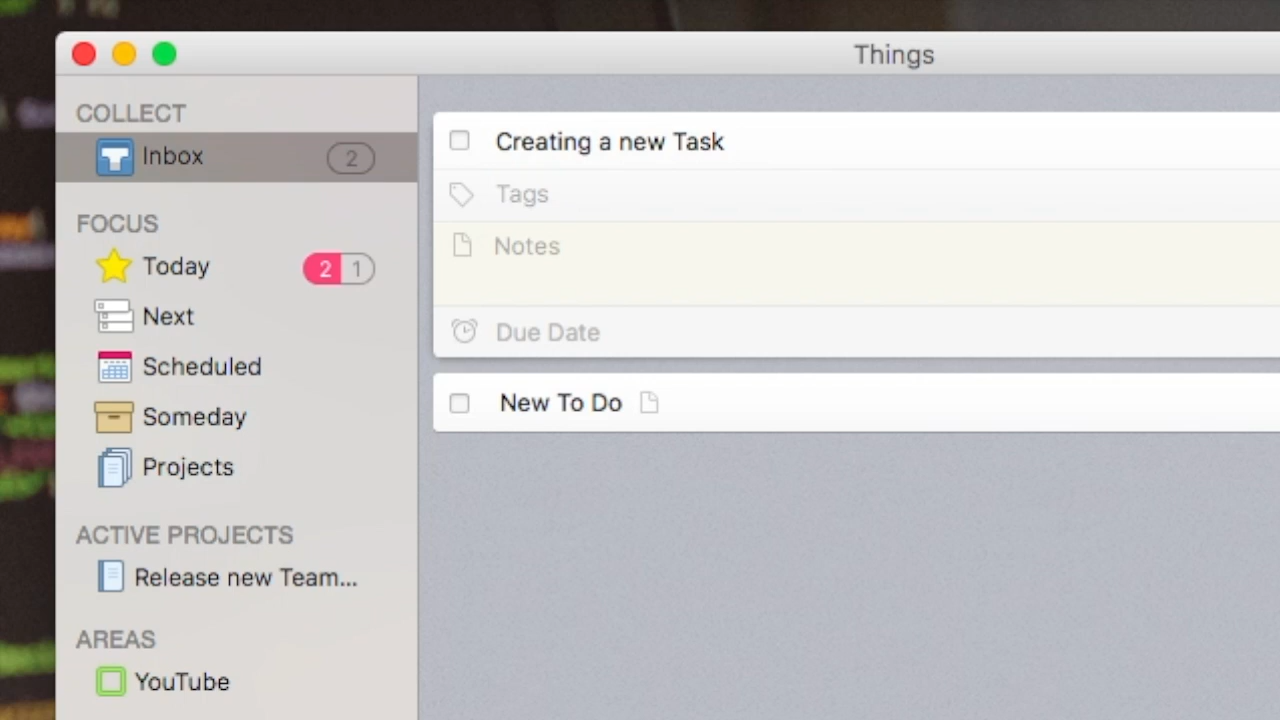 Things
COLLECT
Inbox 2
FOCUS
Today 2 1
Next
Scheduled
Someday
Projects
ACTIVE PROJECTS
Release new Team...
AREAS
YouTube
Creating a new Task
Tags
Notes
Due Date
New To Do